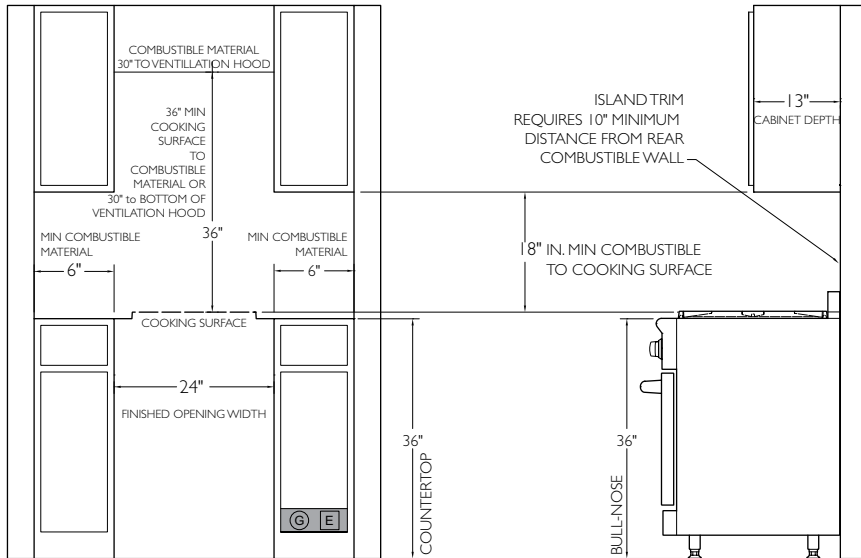 COMBUSTIBLE MATERIAL
30" TO VENTILLATION HOOD
36" MIN
COOKING
SURFACE
TO
COMBUSTIBLE
MATERIAL OR
30" to BOTTOM OF
VENTILATION HOOD
36"
MIN COMBUSTIBLE
MATERIAL
6"
MIN COMBUSTIBLE
MATERIAL
6"
COOKING SURFACE
24"
FINISHED OPENING WIDTH
G E
36"
COUNTERTOP
ISLAND TRIM
REQUIRES 10" MINIMUM
DISTANCE FROM REAR
COMBUSTIBLE WALL
13"
CABINET DEPTH
18" IN. MIN COMBUSTIBLE
TO COOKING SURFACE
36"
BULL-NOSE